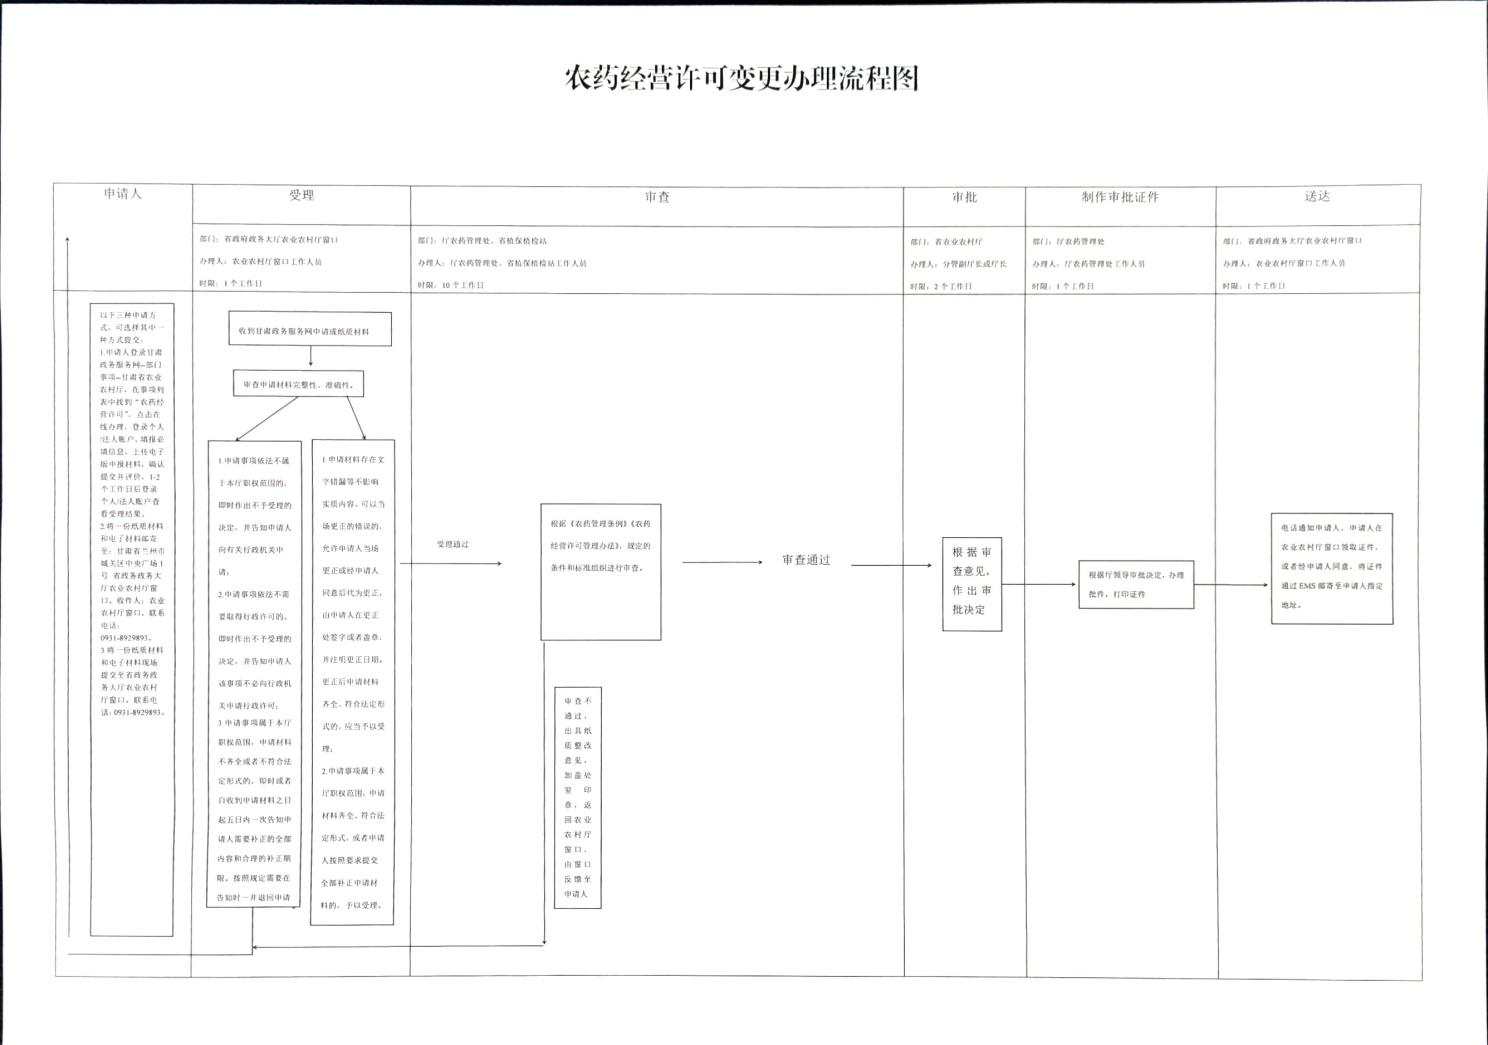 农药经营许可变更办理流程图
申请人
受理
审查
审批
制作审批证件
送达
部门：省政府政务大厅农业农村厅窗口
办理人：农业农村厅窗口工作人员
时限：1个工作日
部门：厅农药管理处、省植保植检站
办理人：厅农药管理处、省植保植检站工作人员
时限：10个工作日
部门：省农业农村厅
办理人：分管副厅长或厅长
时限：2个工作日
部门：厅农药管理处
办理人：厅农药管理处工作人员
时限：1个工作日
部门：省政府政务大厅农业农村厅窗口
办理人：农业农村厅窗口工作人员
时限：1个工作日
以下三种申请方
式，可选择其中一
种方式提交：
1.申请人登录甘肃
政务服务网--部门
事项--甘肃省农业
农村厅，在事项列
表中找到“农药经
营许可”，点击在
线办理，登录个人
/法人账户，填报必
填信息，上传电子
版申报材料，确认
提交并评价，1-2
个工作日后登录
个人/法人账户查
看受理结果。
2.将一份纸质材料
和电子材料邮寄
至：甘肃省兰州市
城关区中央广场1
号 省政务政务大
厅农业农村厅窗
口。收件人：农业
农村厅窗口，联系
电话：
0931-8929893。
3.将一份纸质材料
和电子材料现场
提交至省政务政
务大厅农业农村
厅窗口。联系电
话：0931-8929893。
收到甘肃政务服务网申请或纸质材料
审查申请材料完整性、准确性。
1.申请事项依法不属
于本厅职权范围的，
即时作出不予受理的
决定，并告知申请人
向有关行政机关申
请；
2.申请事项依法不需
要取得行政许可的，
即时作出不予受理的
决定，并告知申请人
该事项不必向行政机
关申请行政许可；
3.申请事项属于本厅
职权范围，申请材料
不齐全或者不符合法
定形式的，即时或者
自收到申请材料之日
起五日内一次告知申
请人需要补正的全部
内容和合理的补正期
限。按照规定需要在
告知时一并退回申请
1.申请材料存在文
字错漏等不影响
实质内容，可以当
场更正的错误的，
允许申请人当场
更正或经申请人
同意后代为更正，
由申请人在更正
处签字或者盖章，
并注明更正日期。
更正后申请材料
齐全、符合法定形
式的，应当予以受
理；
2.申请事项属于本
厅职权范围，申请
材料齐全、符合法
定形式，或者申请
人按照要求提交
全部补正申请材
料的，予以受理。
受理通过
根据《农药管理条例》《农药
经营许可管理办法》，规定的
条件和标准组织进行审查。
审查不
通过，
出具纸
质整改
意见，
加盖处
室印
章，返
回农业
农村厅
窗口，
由窗口
反馈至
申请人
审查通过
根据审
查意见，
作出审
批决定
根据厅领导审批决定，办理
批件，打印证件
电话通知申请人，申请人在
农业农村厅窗口领取证件，
或者经申请人同意，将证件
通过EMS邮寄至申请人指定
地址。